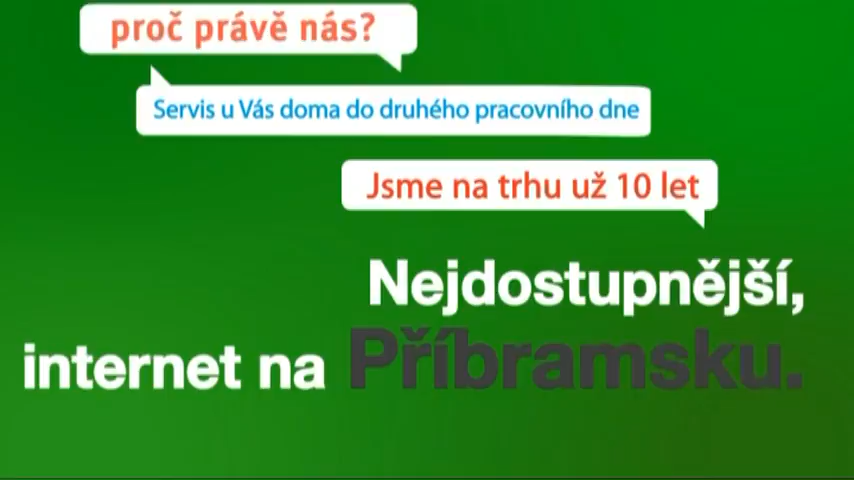 proč právě nás?
Servis u Vás doma do druhého pracovního dne
Jsme na trhu už 10 let
Nejdostupnější,
internet na Příbramsku.